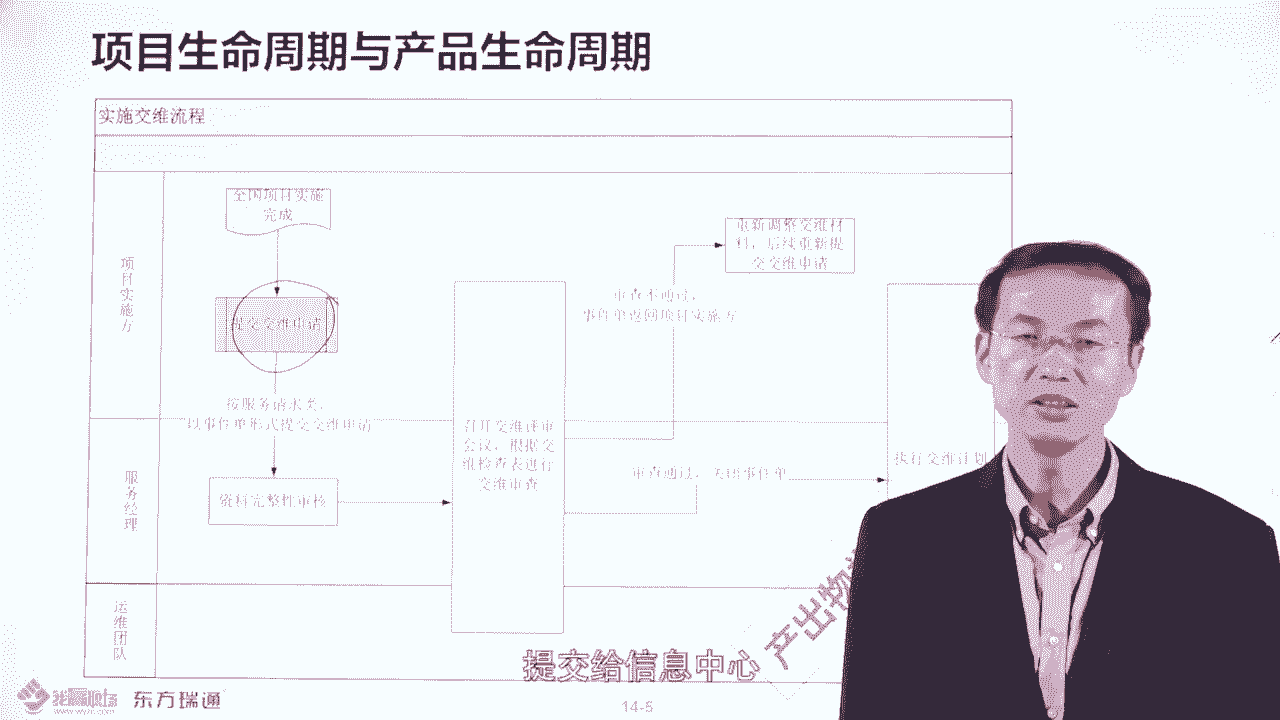 项目生命周期与产品生命周期
实施交维流程
全国项目实施
完成
项目实施方
提交交维申请
按服务请求类,
以事件单形式提交交维申请
服务经理
资料完整性审核
召开交维评审
会议,根据交
维检查表进行
交维审查
审查不通过,
事件单返回项目实施方
重新调整交维材
料,后续重新提
交交维申请
审查通过,关闭事件单
执行交维计划
运维团队
产出物
提交给信息中心
东方瑞通
14-5